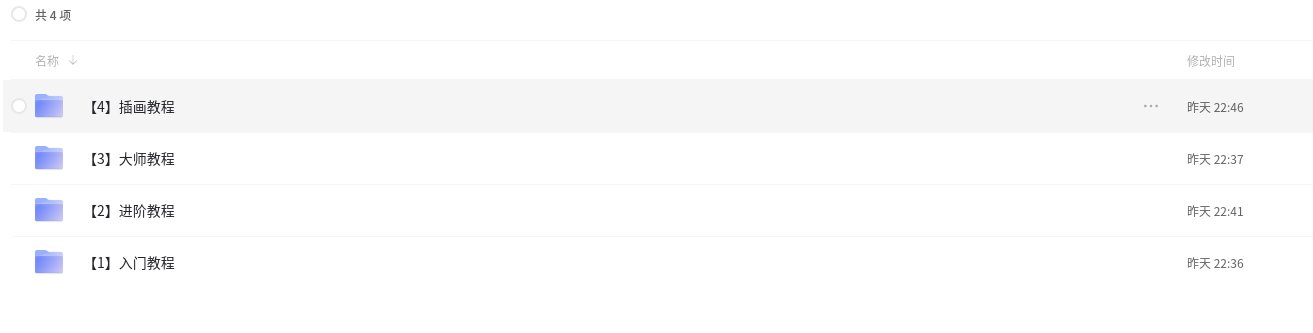 共 4 项
名称 修改时间
【4】插画教程 昨天 22:46
【3】大师教程 昨天 22:37
【2】进阶教程 昨天 22:41
【1】入门教程 昨天 22:36